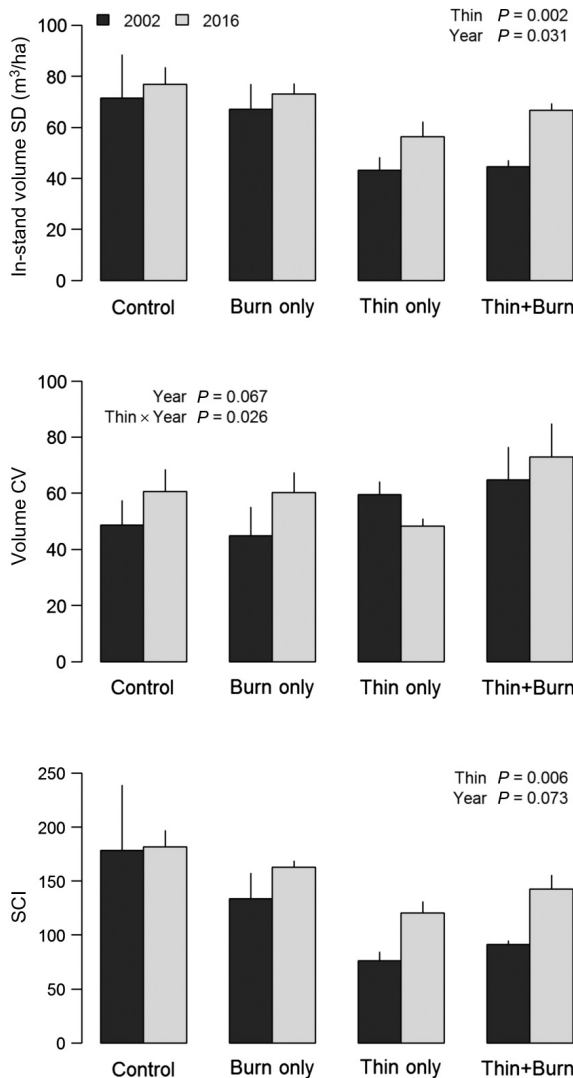 2002 2016
Thin P = 0.002
Year P = 0.031
In-stand volume SD (m³/ha)
100
80
60
40
20
0
Control Burn only Thin only Thin+Burn
Year P = 0.067
Thin × Year P = 0.026
Volume CV
100
80
60
40
20
0
Control Burn only Thin only Thin+Burn
Thin P = 0.006
Year P = 0.073
SCI
250
200
150
100
50
0
Control Burn only Thin only Thin+Burn